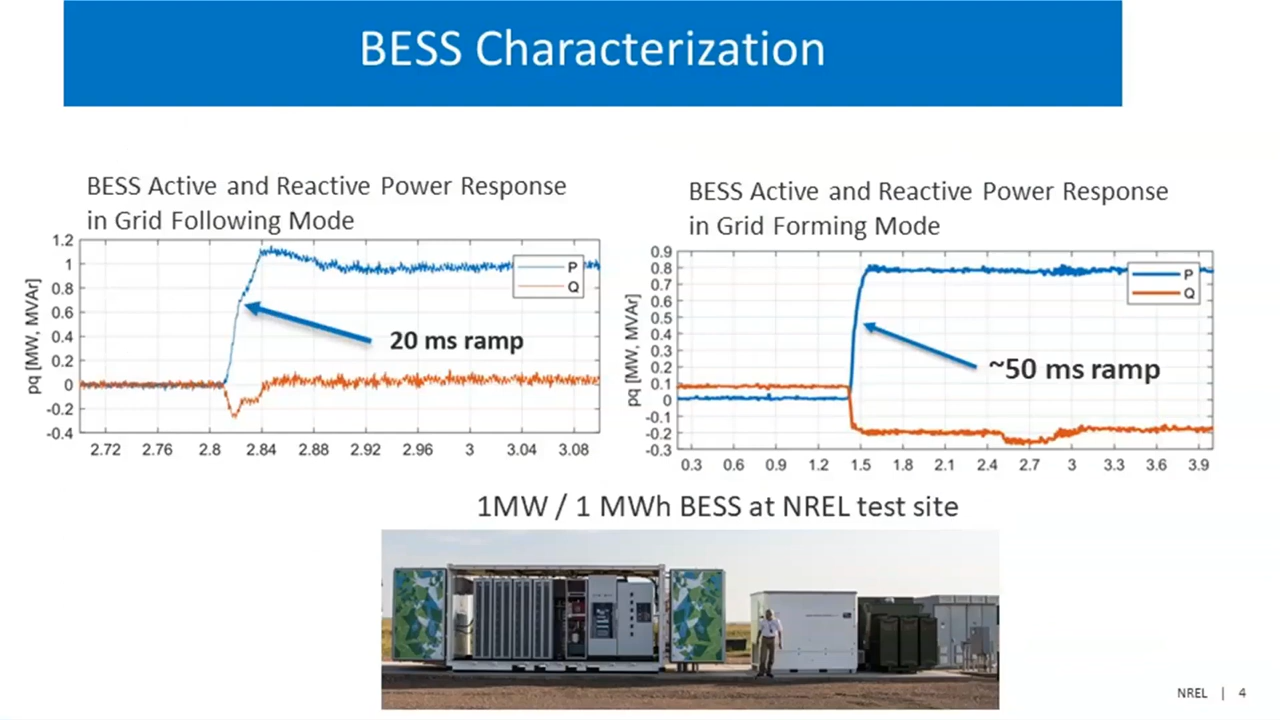 BESS Characterization
BESS Active and Reactive Power Response
in Grid Following Mode
1.2
1
0.8
0.6
0.4
0.2
0
-0.2
-0.4
pq [MW, MVAr]
P
Q
20 ms ramp
2.72 2.76 2.8 2.84 2.88 2.92 2.96 3 3.04 3.08
BESS Active and Reactive Power Response
in Grid Forming Mode
0.9
0.8
0.7
0.6
0.5
0.4
0.3
0.2
0.1
0
-0.1
-0.2
-0.3
pq [MW, MVAr]
P
Q
~50 ms ramp
0.3 0.6 0.9 1.2 1.5 1.8 2.1 2.4 2.7 3 3.3 3.6 3.9
1MW / 1 MWh BESS at NREL test site
NREL | 4